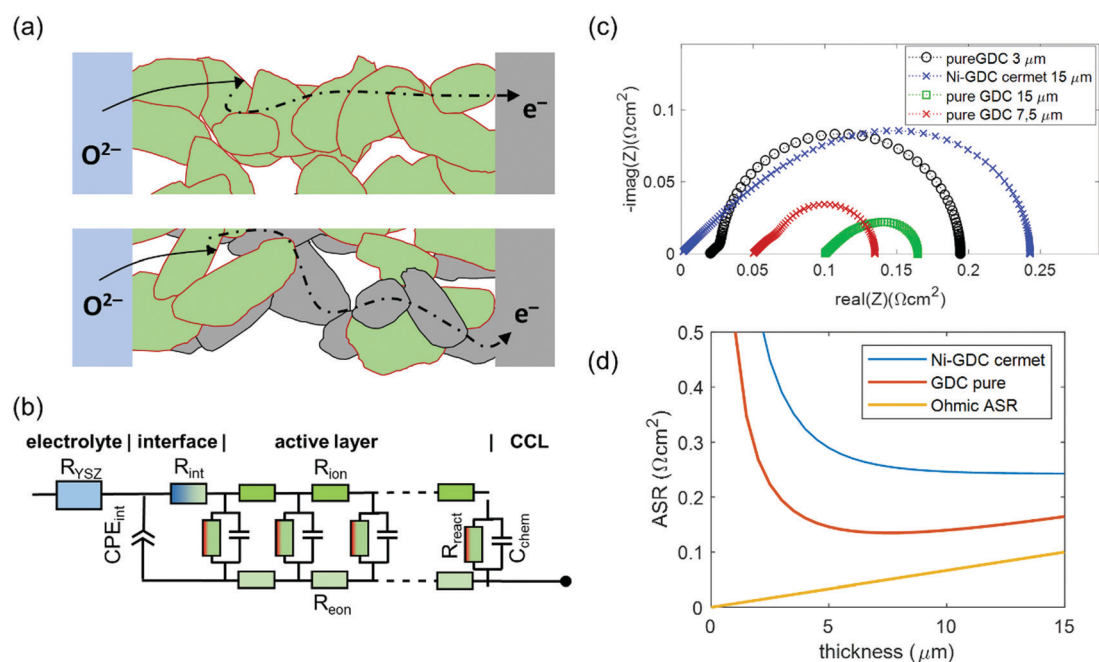 (a)
O2−
e−
O2−
e−
(b)
electrolyte | interface | active layer | CCL
RYSZ
CPEint
Rint
Rion
Reon
Rreact
Cchem
(c)
pureGDC 3 μm
Ni-GDC cermet 15 μm
pure GDC 15 μm
pure GDC 7,5 μm
-imag(Z)(Ωcm2)
0.1
0.05
0
0 0.05 0.1 0.15 0.2 0.25
real(Z)(Ωcm2)
(d)
Ni-GDC cermet
GDC pure
Ohmic ASR
ASR (Ωcm2)
0.5
0.4
0.3
0.2
0.1
0
0 5 10 15
thickness (μm)